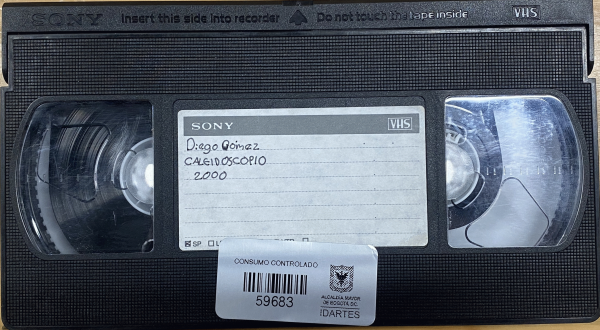 SONY Insert this side into recorder Do not touch the tape inside VHS
SONY VHS
Diego Gómez
CALEIDOSCOPIO
2000
SP
CONSUMO CONTROLADO
59683
ALCALDÍA MAYOR
DE BOGOTÁ D.C.
IDARTES